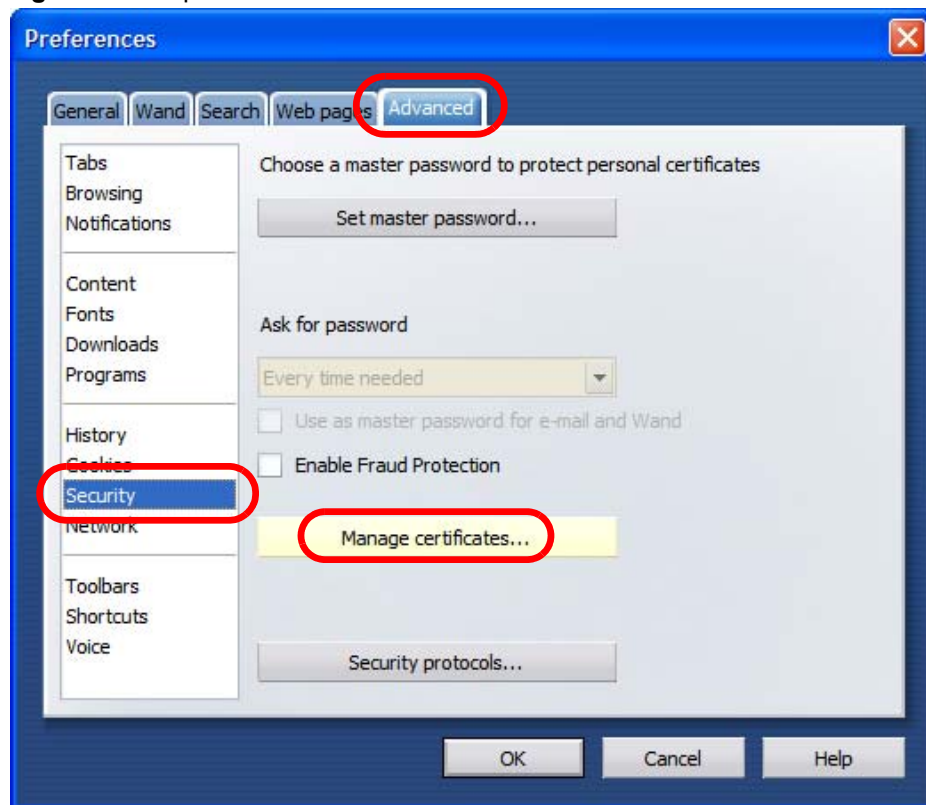 Preferences
General Wand Search Web pages Advanced
Tabs
Browsing
Notifications
Content
Fonts
Downloads
Programs
History
Cookies
Security
Network
Toolbars
Shortcuts
Voice
Choose a master password to protect personal certificates
Set master password...
Ask for password
Every time needed
Use as master password for e-mail and Wand
Enable Fraud Protection
Manage certificates...
Security protocols...
OK Cancel Help